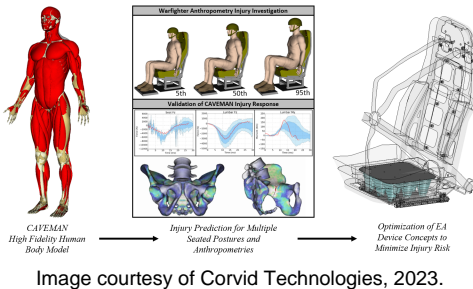 Warfighter Anthropometry Injury Investigation
5th
50th
95th
Validation of CAVEMAN Injury Response
CAVEMAN
High Fidelity Human
Body Model
Injury Prediction for Multiple
Seated Postures and
Anthropometries
Optimization of EA
Device Concepts to
Minimize Injury Risk
Image courtesy of Corvid Technologies, 2023.